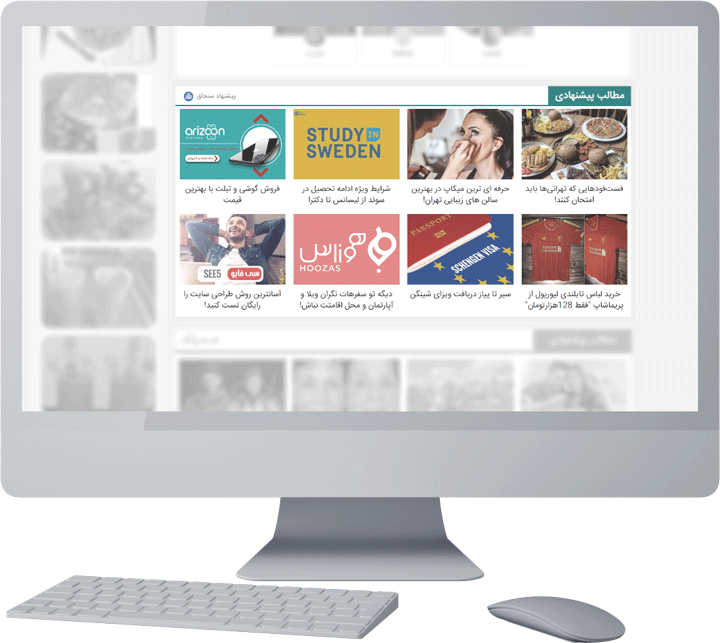 مطالب پیشنهادی
پیشنهاد سنجاق
فست‌فودهایی که تهرانی‌ها باید
امتحان کنند!
حرفه ای ترین میکاپ در بهترین
سالن های زیبایی تهران!
STUDY IN
SWEDEN
شرایط ویژه ادامه تحصیل در
سوئد از لیسانس تا دکترا!
arizoon
فروش گوشی و تبلت با بهترین
قیمت
خرید لباس تایلندی لیورپول از
پریماشاپ "فقط 128هزارتومان"
PASSPORT
SCHENGEN VISA
سیر تا پیاز دریافت ویزای شینگن
هوزاس
HOOZAS
دیگه تو سفرهات نگران ویلا و
آپارتمان و محل اقامتت نباش!
SEE5
سی فایو
آسانترین روش طراحی سایت را
رایگان تست کنید!